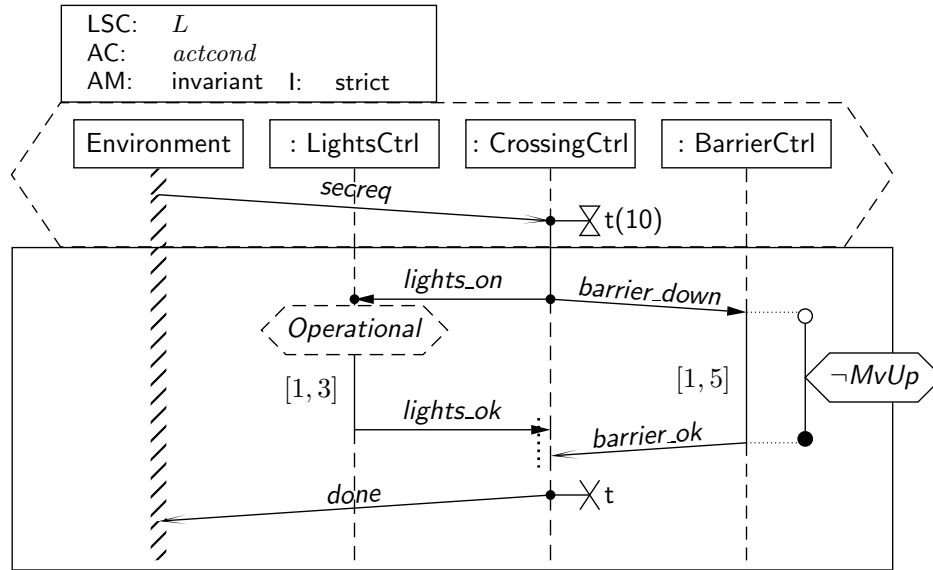 LSC: L
AC: actcond
AM: invariant I: strict
Environment : LightsCtrl : CrossingCtrl : BarrierCtrl
secreq
t(10)
lights_on barrier_down
Operational
[1, 3] [1, 5] ¬MvUp
lights_ok barrier_ok
done t